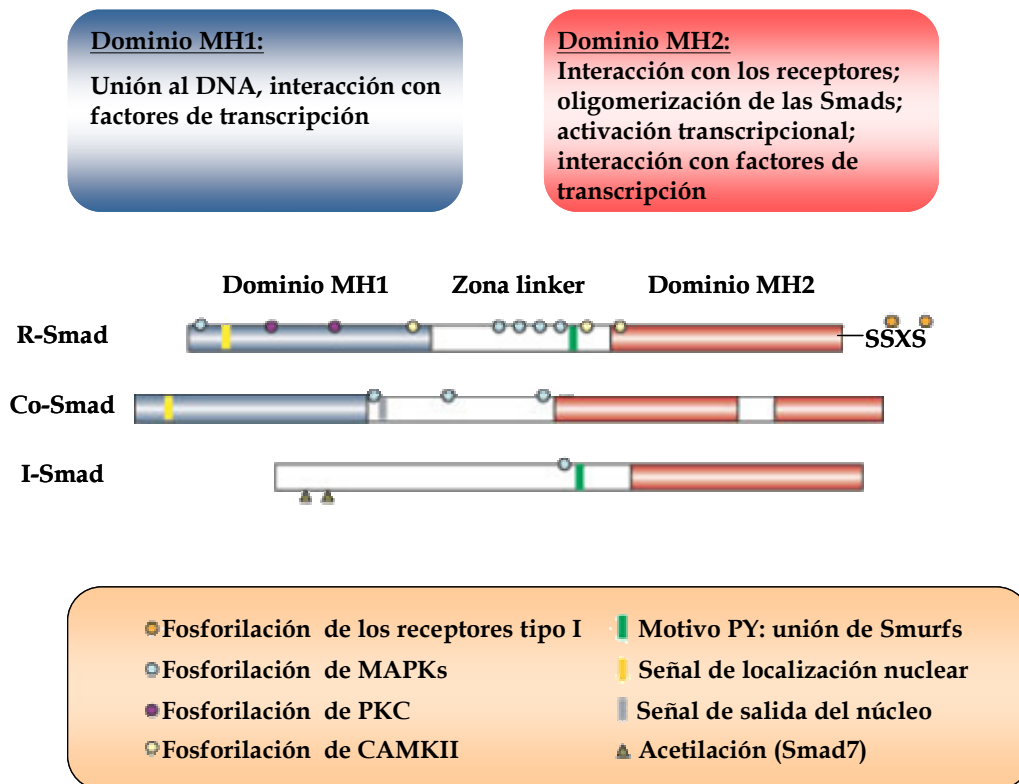 Dominio MH1:
Unión al DNA, interacción con
factores de transcripción
Dominio MH2:
Interacción con los receptores;
oligomerización de las Smads;
activación transcripcional;
interacción con factores de
transcripción
Dominio MH1 Zona linker Dominio MH2
R-Smad
SSXS
Co-Smad
I-Smad
Fosforilación de los receptores tipo I
Fosforilación de MAPKs
Fosforilación de PKC
Fosforilación de CAMKII
Motivo PY: unión de Smurfs
Señal de localización nuclear
Señal de salida del núcleo
Acetilación (Smad7)